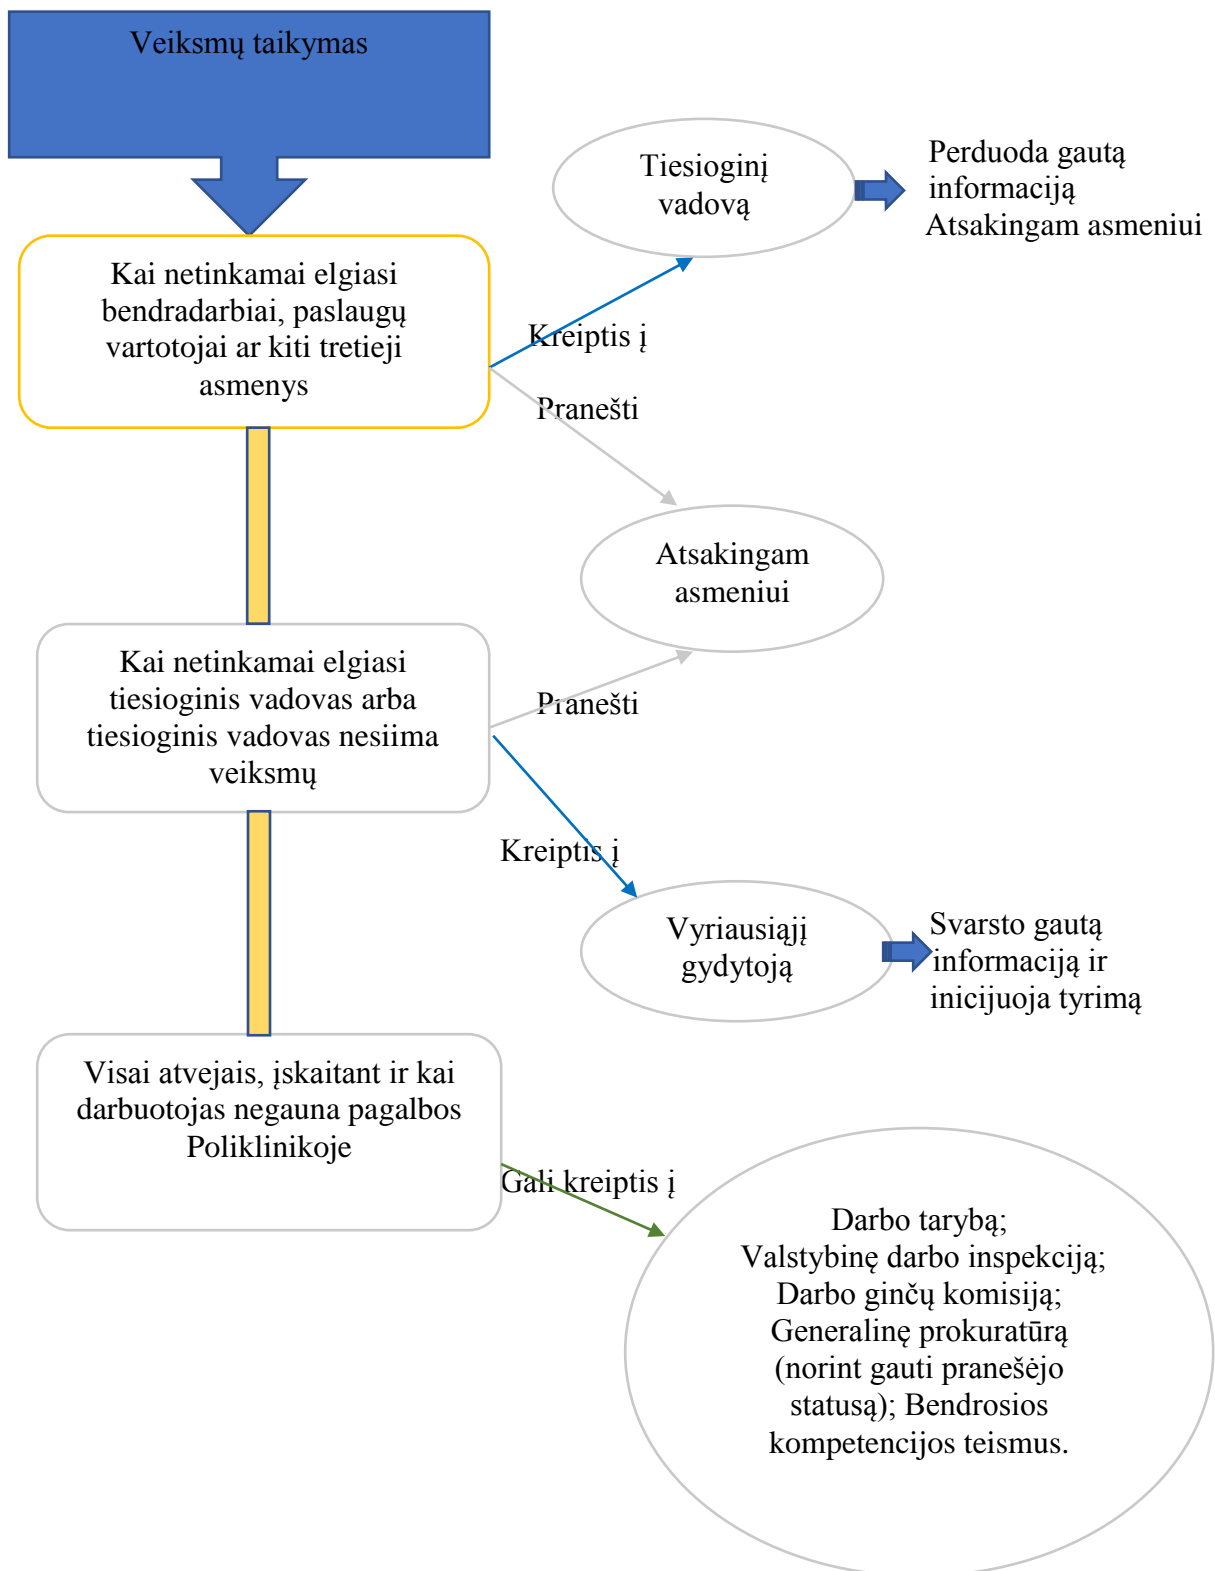 Veiksmų taikymas
Tiesioginį
vadovą
Perduoda gautą
informaciją
Atsakingam asmeniui
Kai netinkamai elgiasi
bendradarbiai, paslaugų
vartotojai ar kiti tretieji
asmenys
Kreiptis į
Pranešti
Atsakingam
asmeniui
Kai netinkamai elgiasi
tiesioginis vadovas arba
tiesioginis vadovas nesiima
veiksmų
Pranešti
Kreiptis į
Vyriausiąjį
gydytoją
Svarsto gautą
informaciją ir
inicijuoja tyrimą
Visai atvejais, įskaitant ir kai
darbuotojas negauna pagalbos
Poliklinikoje
Gali kreiptis į
Darbo tarybą;
Valstybinę darbo inspekciją;
Darbo ginčų komisiją;
Generalinę prokuratūrą
(norint gauti pranešėjo
statusą); Bendrosios
kompetencijos teismus.